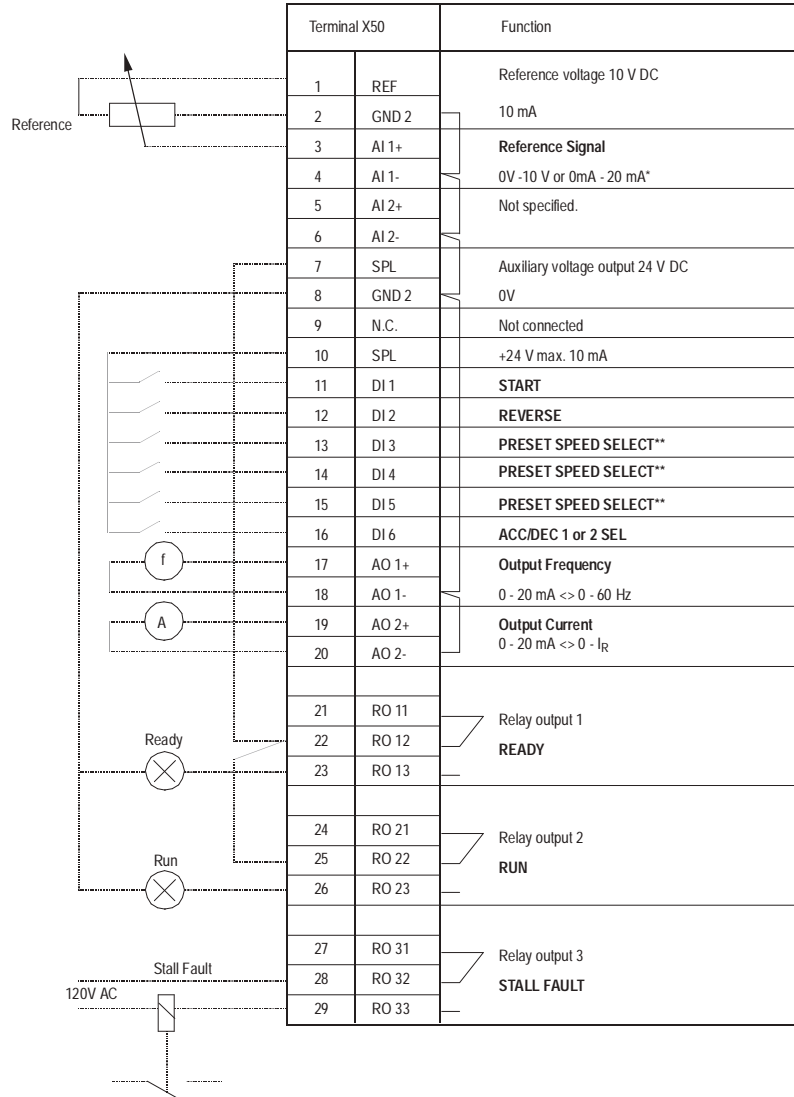 Terminal X50 Function
1 REF Reference voltage 10 V DC
Reference 2 GND 2 10 mA
3 AI 1+ Reference Signal
4 AI 1- 0V -10 V or 0mA - 20 mA*
5 AI 2+ Not specified.
6 AI 2-
7 SPL Auxiliary voltage output 24 V DC
8 GND 2 0V
9 N.C. Not connected
10 SPL +24 V max. 10 mA
11 DI 1 START
12 DI 2 REVERSE
13 DI 3 PRESET SPEED SELECT**
14 DI 4 PRESET SPEED SELECT**
15 DI 5 PRESET SPEED SELECT**
16 DI 6 ACC/DEC 1 or 2 SEL
f 17 AO 1+ Output Frequency
18 AO 1- 0 - 20 mA <> 0 - 60 Hz
A 19 AO 2+ Output Current
20 AO 2- 0 - 20 mA <> 0 - IR
21 RO 11 Relay output 1
Ready 22 RO 12 READY
23 RO 13
24 RO 21 Relay output 2
Run 25 RO 22 RUN
26 RO 23
27 RO 31 Relay output 3
Stall Fault 28 RO 32 STALL FAULT
120V AC 29 RO 33